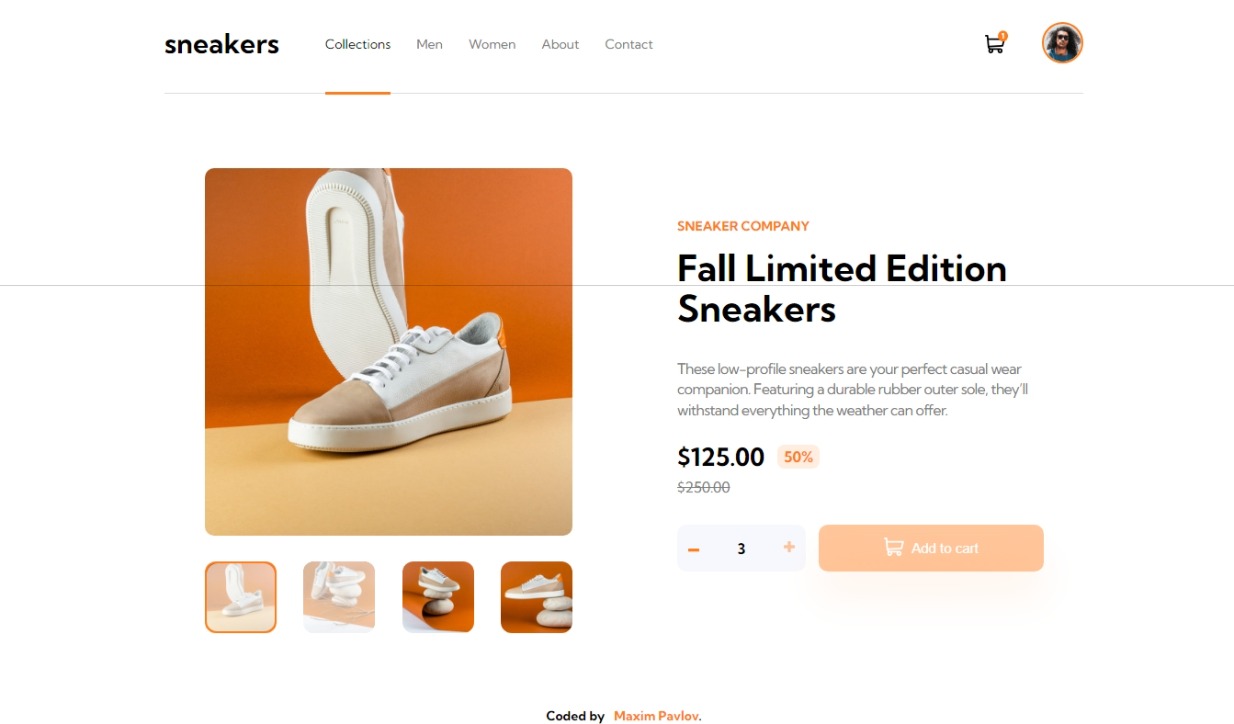 sneakers
Collections Men Women About Contact
1
SNEAKER COMPANY
Fall Limited Edition
Sneakers
These low-profile sneakers are your perfect casual wear
companion. Featuring a durable rubber outer sole, they'll
withstand everything the weather can offer.
$125.00 50%
$250.00
- 3 +
Add to cart
Coded by Maxim Pavlov.